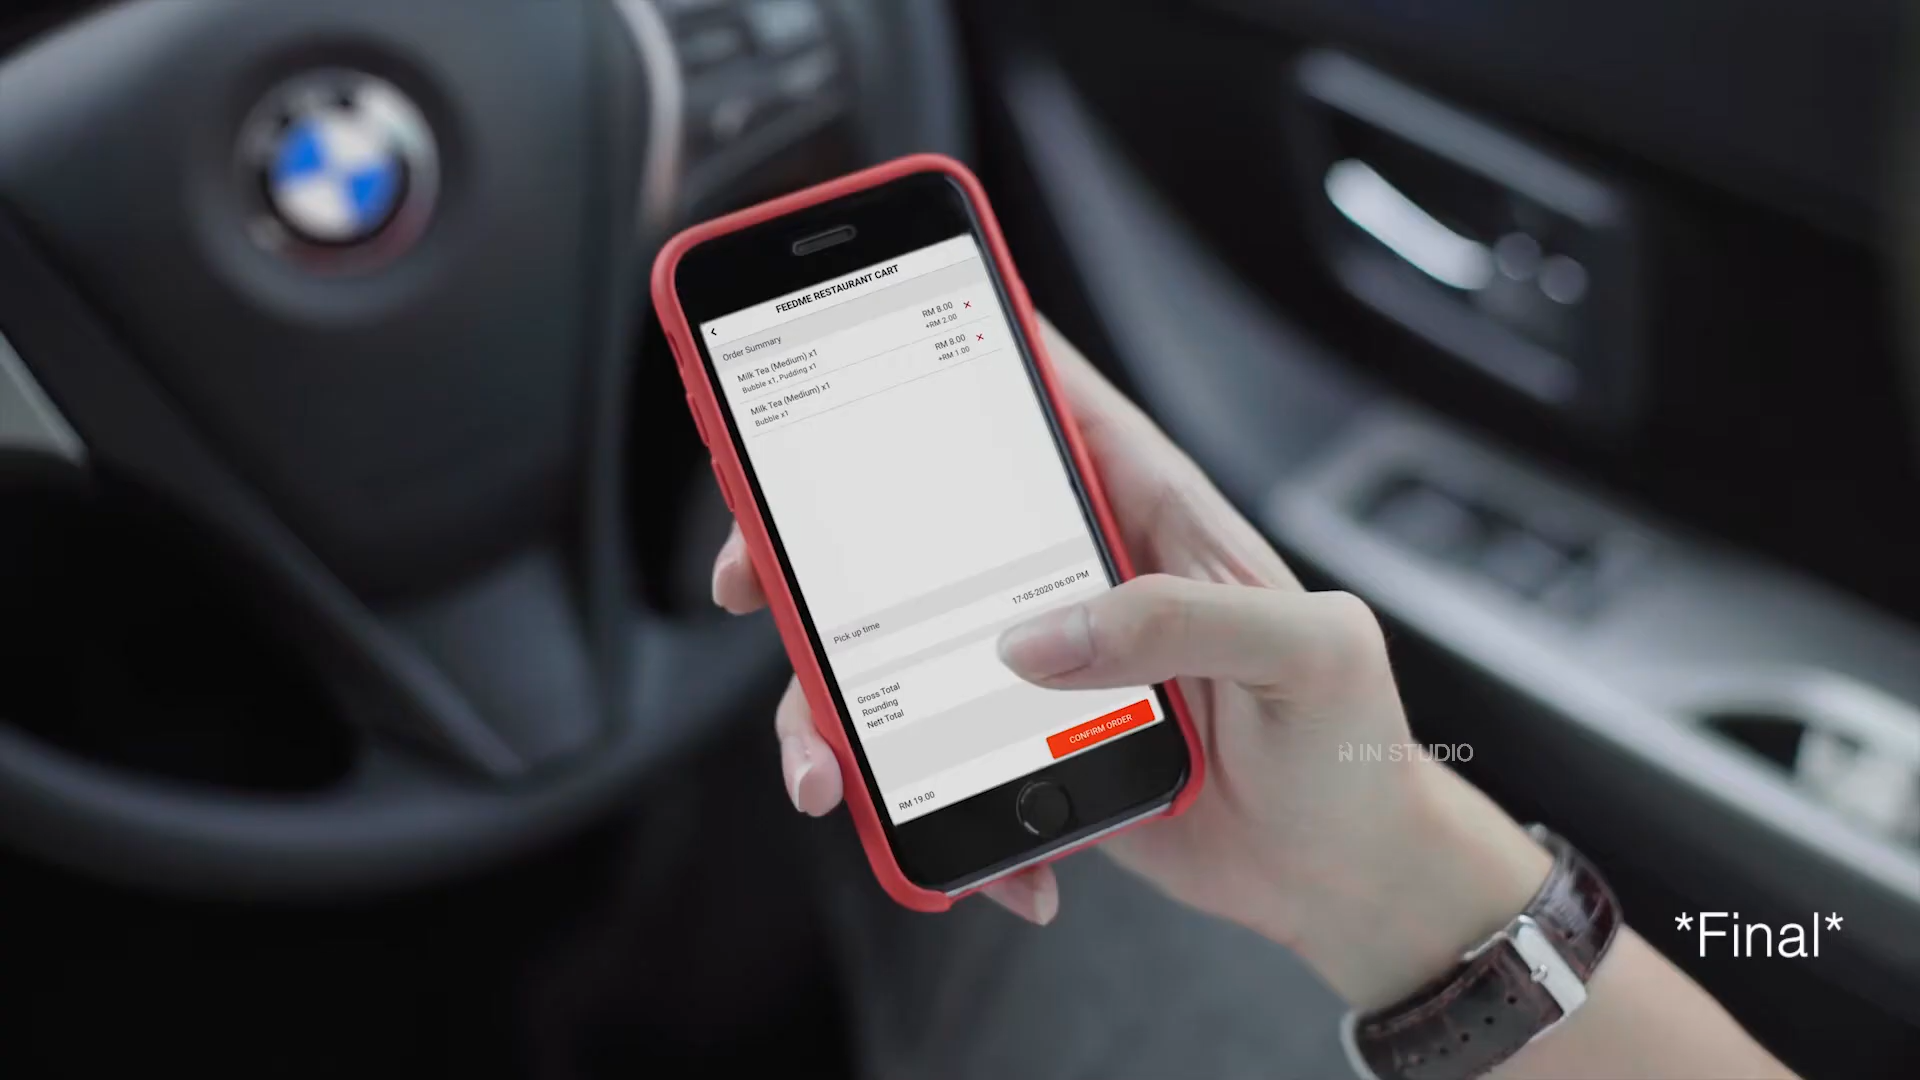 FEEDME RESTAURANT CART
Order Summary
Milk Tea (Medium) x1 RM 8.00
Bubble x1, Pudding x1 +RM 2.00
Milk Tea (Medium) x1 RM 8.00
Bubble x1 +RM 1.00
Pick up time 17-05-2020 06:00 PM
Gross Total
Rounding
Nett Total
RM 19.00 CONFIRM ORDER
IN STUDIO
*Final*